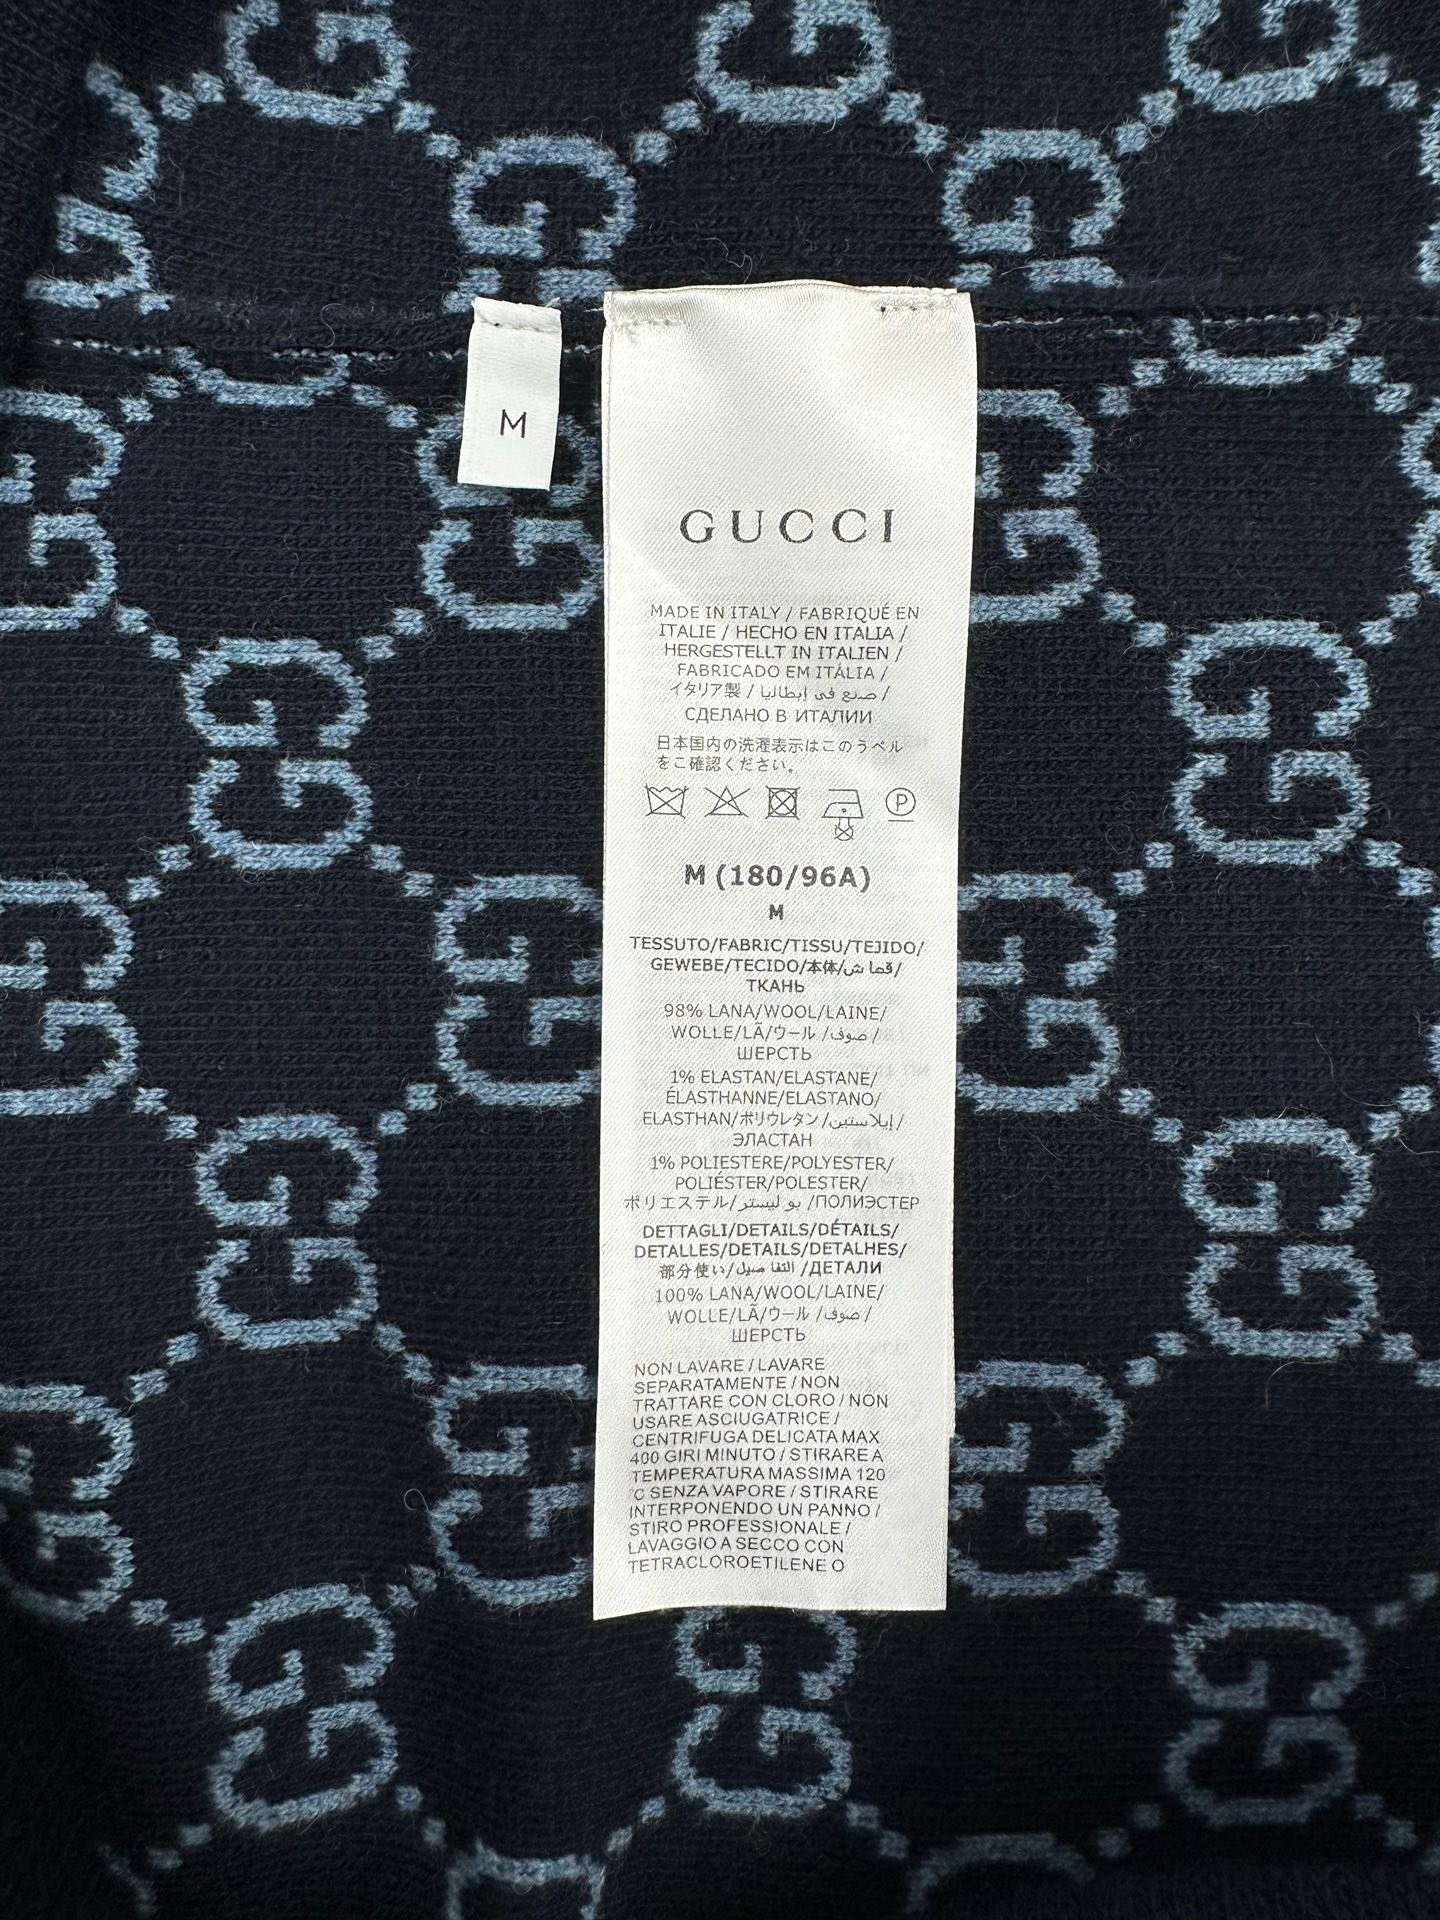 M
GUCCI
MADE IN ITALY / FABRIQUÉ EN
ITALIE / HECHO EN ITALIA /
HERGESTELLT IN ITALIEN /
FABRICADO EM ITÁLIA /
イタリア製 / صنع في إيطاليا /
СДЕЛАНО В ИТАЛИИ
日本国内の洗濯表示はこのうベル
をご確認ください。
P
M (180/96A)
M
TESSUTO/FABRIC/TISSU/TEJIDO/
GEWEBE/TECIDO/本体/قماش/
ТКАНЬ
98% LANA/WOOL/LAINE/
WOLLE/LÃ/ウール /صوف/
ШЕРСТЬ
1% ELASTAN/ELASTANE/
ÉLASTHANNE/ELASTANO/
ELASTHAN/ポリウレタン /إيلاستين/
ЭЛАСТАН
1% POLIESTERE/POLYESTER/
POLIÉSTER/POLESTER/
ポリエステル/بوليستر /ПОЛИЭСТЕР
DETTAGLI/DETAILS/DÉTAILS/
DETALLES/DETAILS/DETALHES/
部分使い/التفاصيل /ДЕТАЛИ
100% LANA/WOOL/LAINE/
WOLLE/LÃ/ウール /صوف/
ШЕРСТЬ
NON LAVARE / LAVARE
SEPARATAMENTE / NON
TRATTARE CON CLORO / NON
USARE ASCIUGATRICE /
CENTRIFUGA DELICATA MAX
400 GIRI MINUTO / STIRARE A
TEMPERATURA MASSIMA 120
°C SENZA VAPORE / STIRARE
INTERPONENDO UN PANNO /
STIRO PROFESSIONALE /
LAVAGGIO A SECCO CON
TETRACLOROETILENE O